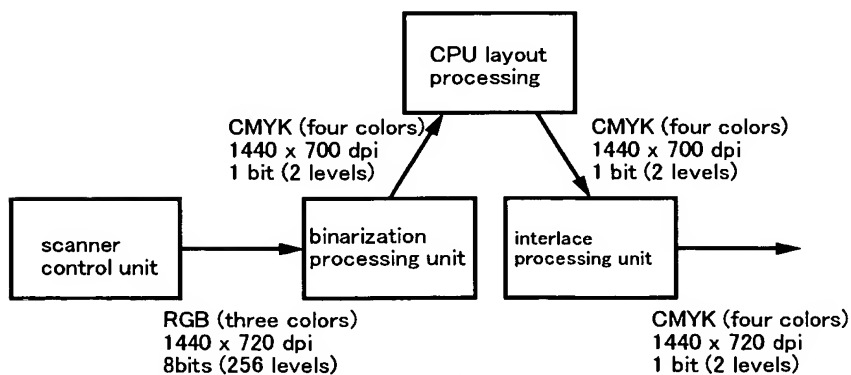 CPU layout
processing
CMYK (four colors)
1440 x 700 dpi
1 bit (2 levels)
CMYK (four colors)
1440 x 700 dpi
1 bit (2 levels)
scanner
control unit
binarization
processing unit
interlace
processing unit
RGB (three colors)
1440 x 720 dpi
8bits (256 levels)
CMYK (four colors)
1440 x 720 dpi
1 bit (2 levels)